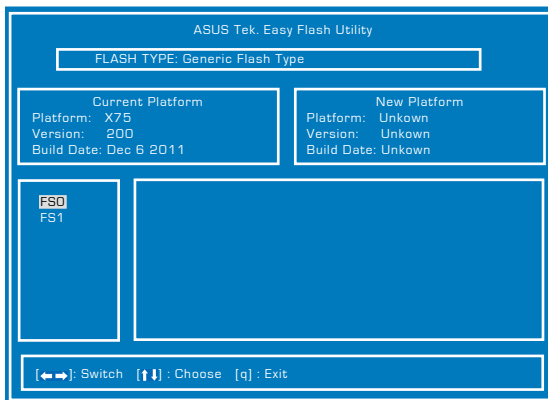 ASUS Tek. Easy Flash Utility
FLASH TYPE: Generic Flash Type
Current Platform
Platform: X75
Version: 200
Build Date: Dec 6 2011
New Platform
Platform: Unkown
Version: Unkown
Build Date: Unkown
FS0
FS1
[←→]: Switch [↑↓] : Choose [q] : Exit